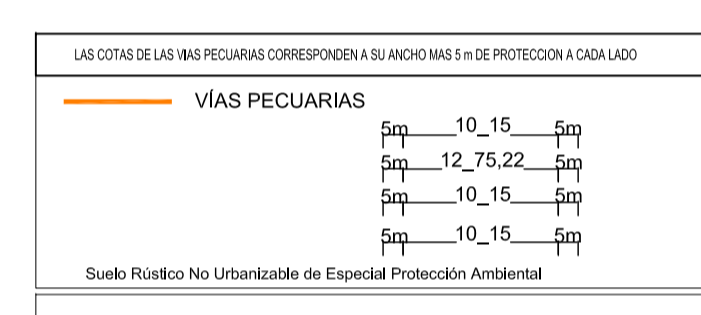 LAS COTAS DE LAS VIAS PECUARIAS CORRESPONDEN A SU ANCHO MAS 5 m DE PROTECCION A CADA LADO
VÍAS PECUARIAS
5m 10_15 5m
5m 12_75,22 5m
5m 10_15 5m
5m 10_15 5m
Suelo Rústico No Urbanizable de Especial Protección Ambiental